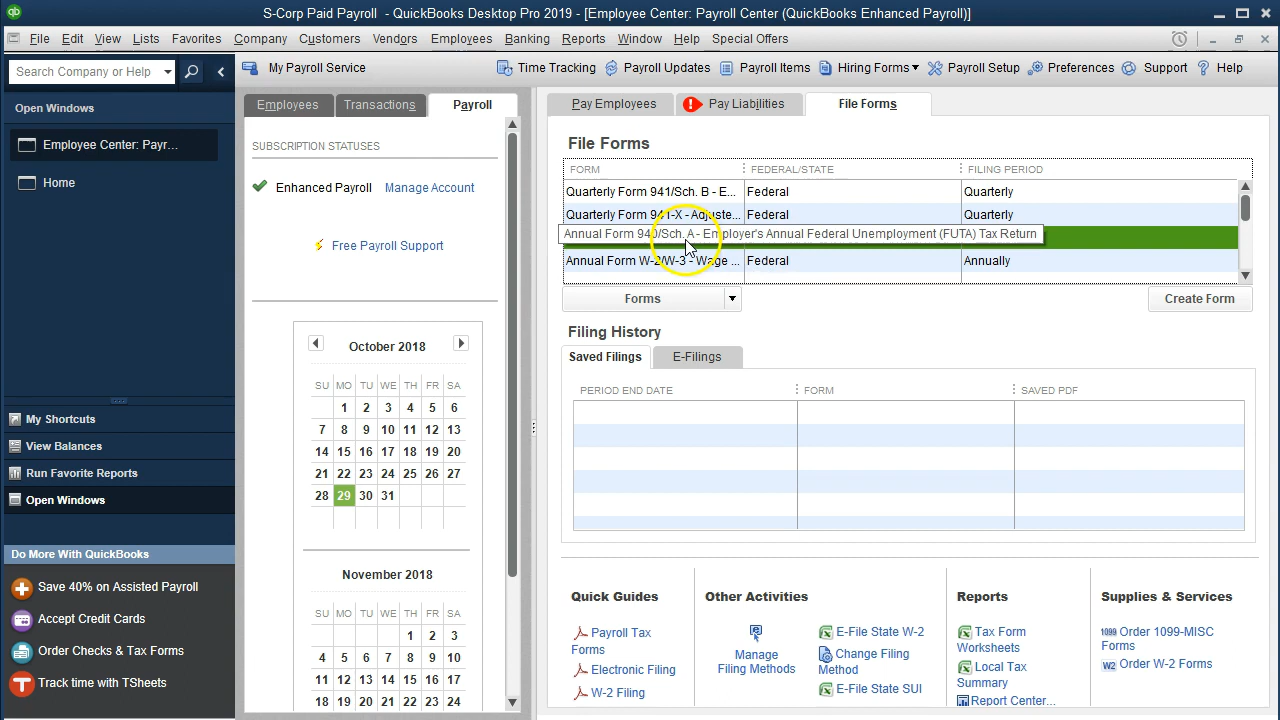 S-Corp Paid Payroll - QuickBooks Desktop Pro 2019 - [Employee Center: Payroll Center (QuickBooks Enhanced Payroll)]
File Edit View Lists Favorites Company Customers Vendors Employees Banking Reports Window Help Special Offers
Search Company or Help
My Payroll Service Time Tracking Payroll Updates Payroll Items Hiring Forms Payroll Setup Preferences Support Help
Open Windows
Employee Center: Payr...
Home
My Shortcuts
View Balances
Run Favorite Reports
Open Windows
Do More With QuickBooks
Save 40% on Assisted Payroll
Accept Credit Cards
Order Checks & Tax Forms
Track time with TSheets
Employees Transactions Payroll
SUBSCRIPTION STATUSES
Enhanced Payroll Manage Account
Free Payroll Support
October 2018
SU MO TU WE TH FR SA
1 2 3 4 5 6
7 8 9 10 11 12 13
14 15 16 17 18 19 20
21 22 23 24 25 26 27
28 29 30 31
November 2018
SU MO TU WE TH FR SA
1 2 3
4 5 6 7 8 9 10
11 12 13 14 15 16 17
18 19 20 21 22 23 24
Pay Employees Pay Liabilities File Forms
File Forms
FORM FEDERAL/STATE FILING PERIOD
Quarterly Form 941/Sch. B - E... Federal Quarterly
Quarterly Form 941-X - Adjuste... Federal Quarterly
Annual Form 940/Sch. A - Employer's Annual Federal Unemployment (FUTA) Tax Return
Annual Form W-2/W-3 - Wage ... Federal Annually
Forms Create Form
Filing History
Saved Filings E-Filings
PERIOD END DATE FORM SAVED PDF
Quick Guides
Payroll Tax
Forms
Electronic Filing
W-2 Filing
Other Activities
Manage
Filing Methods
E-File State W-2
Change Filing
Method
E-File State SUI
Reports
Tax Form
Worksheets
Local Tax
Summary
Report Center...
Supplies & Services
1099 Order 1099-MISC
Forms
W2 Order W-2 Forms